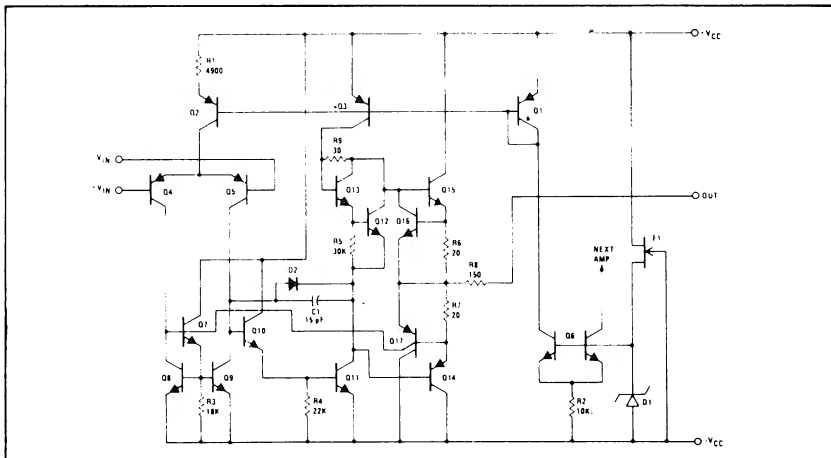 R1
4900
Q2
Q3
Q1
-VCC
VIN
-VIN
Q4
Q5
R9
30
Q13
Q12
Q16
Q15
R5
30K
R6
20
R8
150
OUT
NEXT
AMP
F1
D2
C1
15 pF
R7
20
Q7
Q10
Q17
Q6
Q8
Q9
R3
18K
R4
22K
Q11
Q14
R2
10K
D1
-VCC